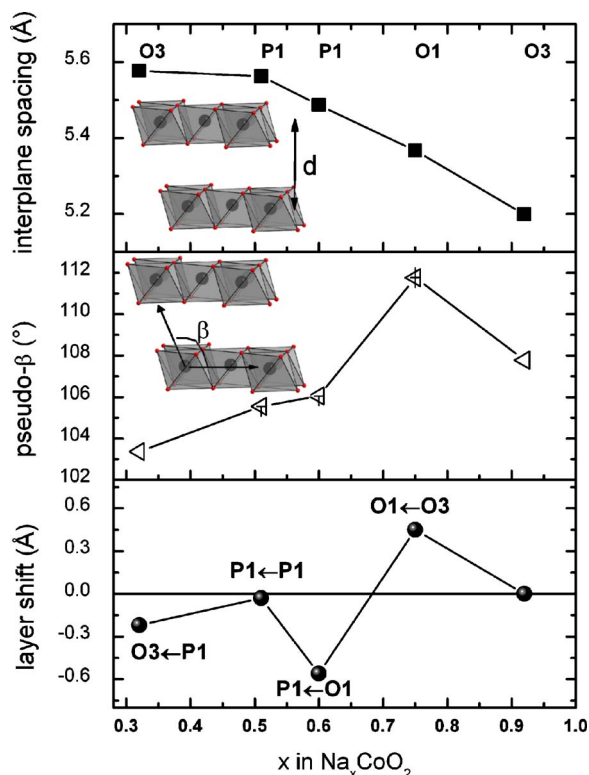 O3 P1 P1 O1 O3
interplane spacing (Å)
5.6
5.4
5.2
d
pseudo-β (°)
112
110
108
106
104
102
β
layer shift (Å)
0.6
0.3
0.0
-0.3
-0.6
O1←O3
P1←P1
O3←P1
P1←O1
0.3 0.4 0.5 0.6 0.7 0.8 0.9 1.0
x in NaₓCoO₂